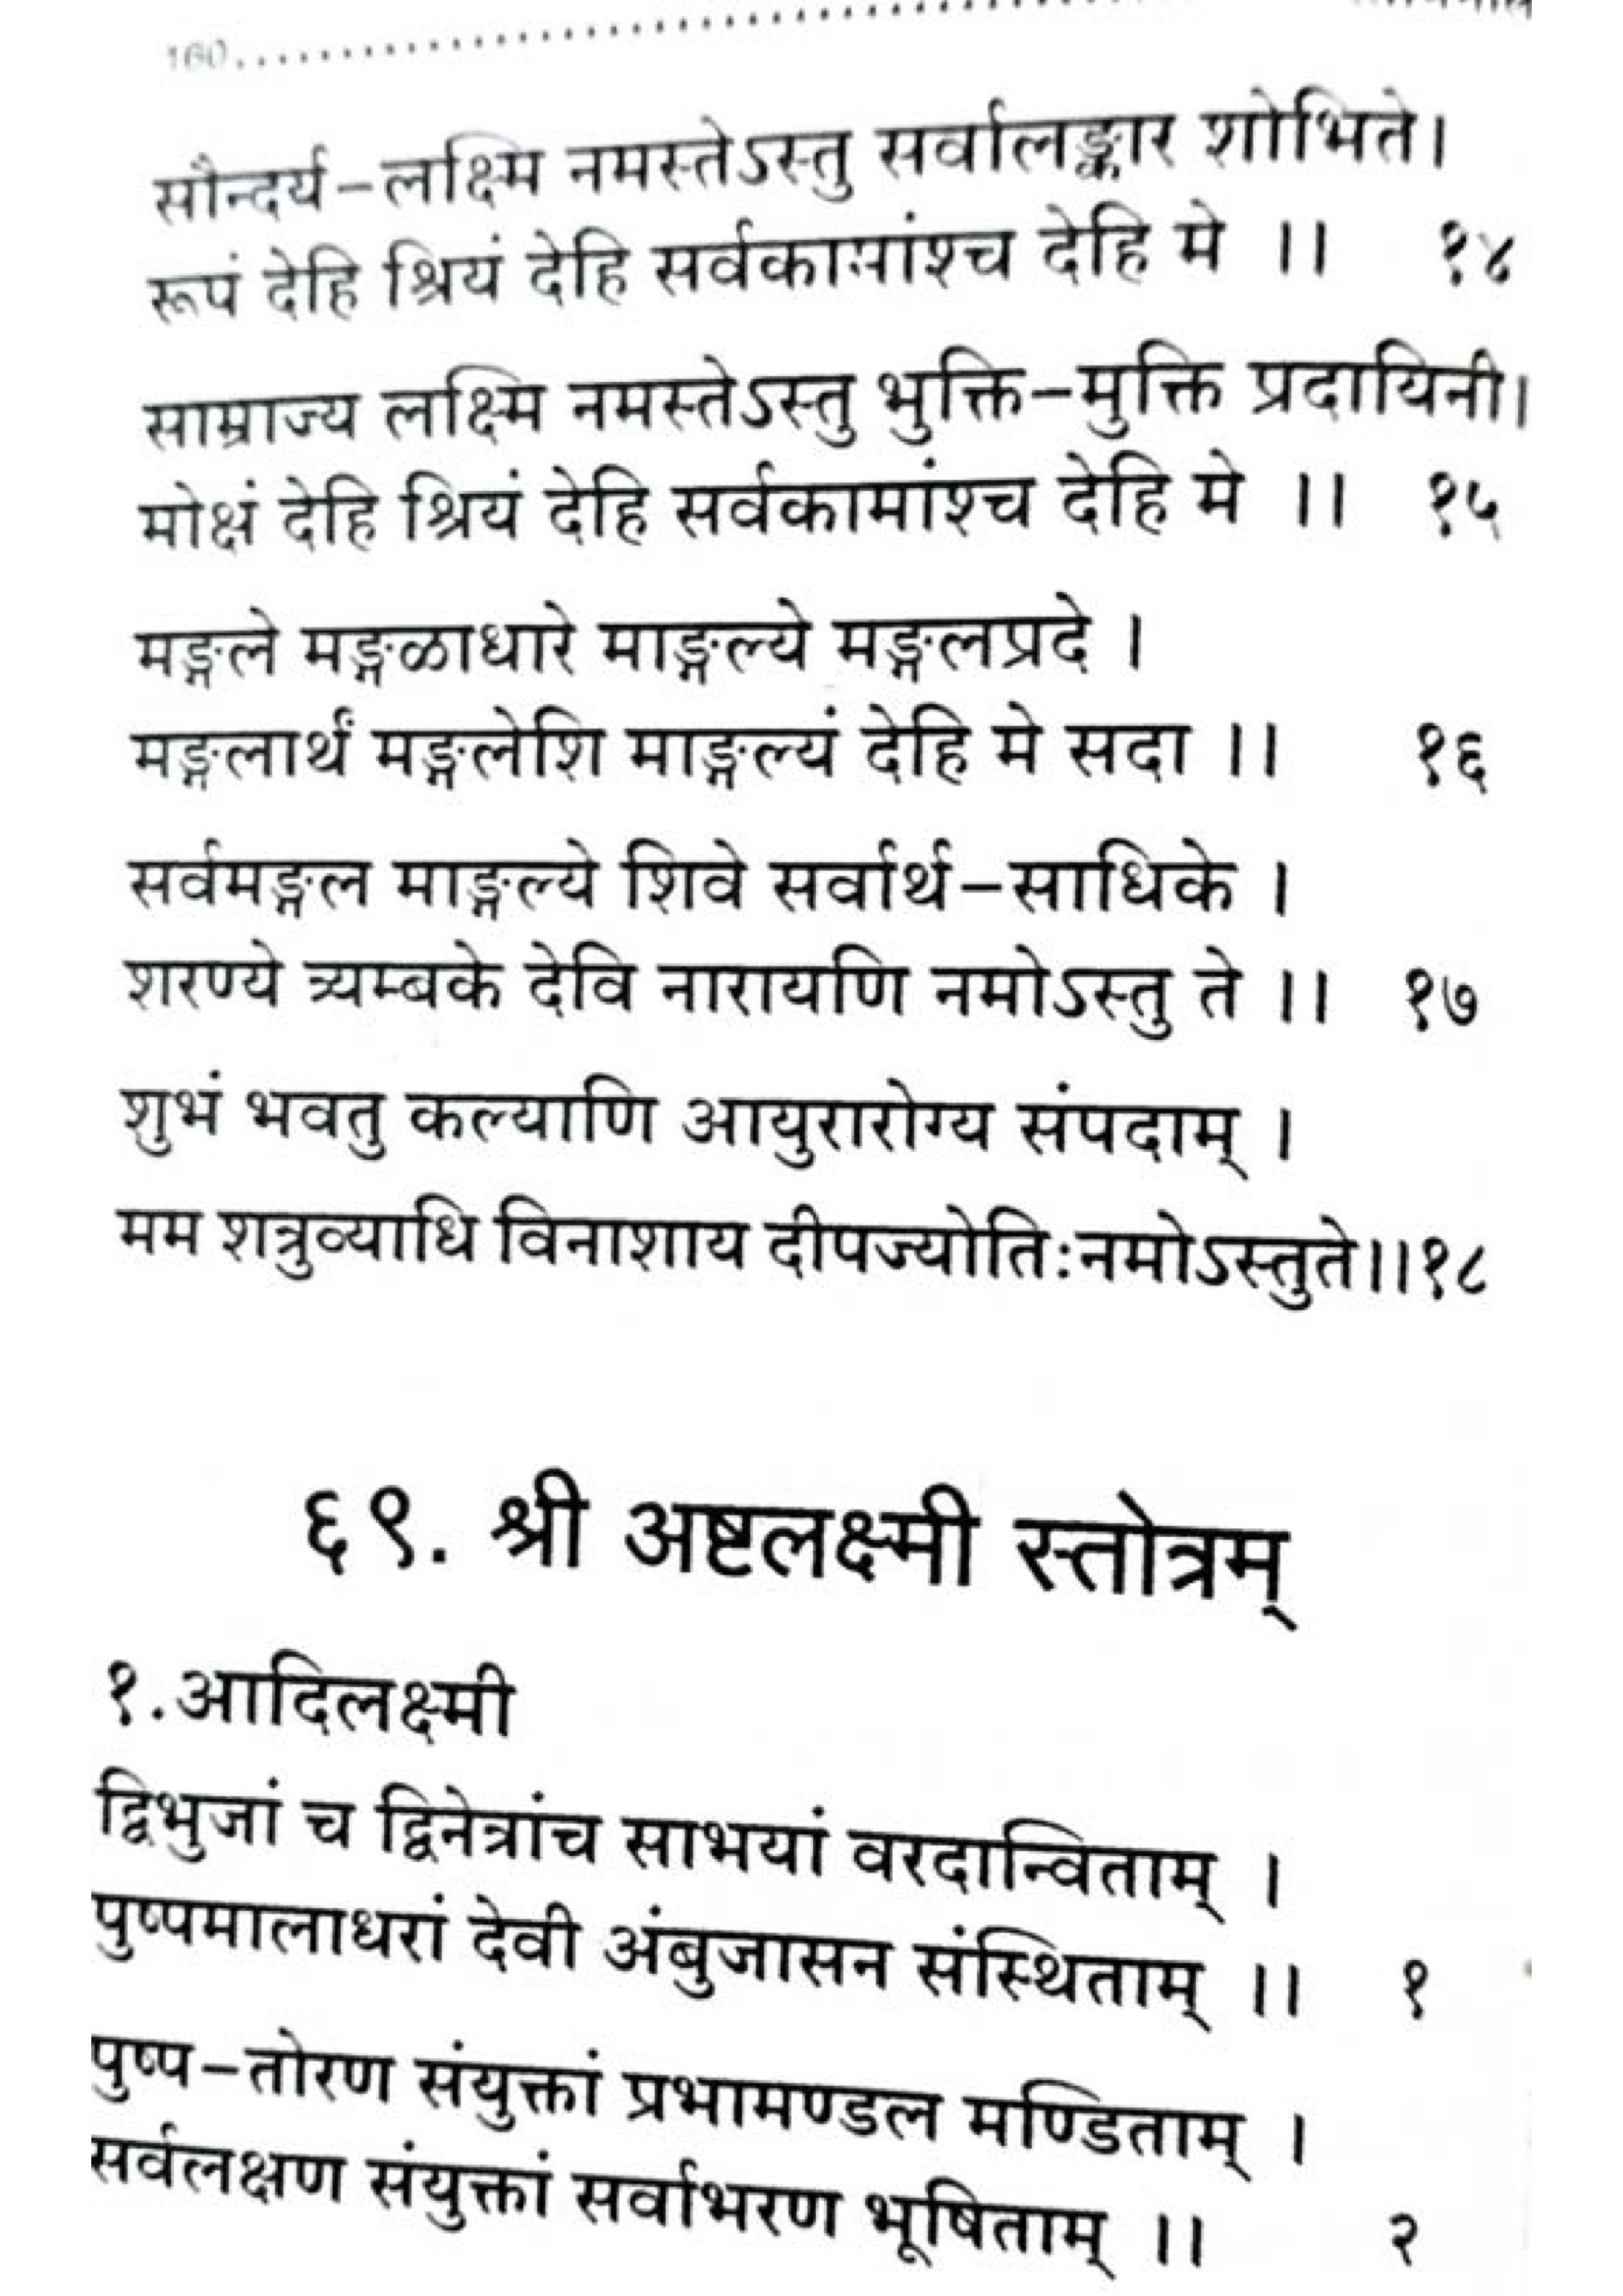 160
सौन्दर्य-लक्ष्मि नमस्तेऽस्तु सर्वालङ्कार शोभिते।
रूपं देहि श्रियं देहि सर्वकामांश्च देहि मे ।। १४
साम्राज्य लक्ष्मि नमस्तेऽस्तु भुक्ति-मुक्ति प्रदायिनी।
मोक्षं देहि श्रियं देहि सर्वकामांश्च देहि मे ।। १५
मङ्गले मङ्गळाधारे माङ्गल्ये मङ्गलप्रदे ।
मङ्गलार्थं मङ्गलेशि माङ्गल्यं देहि मे सदा ।। १६
सर्वमङ्गल माङ्गल्ये शिवे सर्वार्थ-साधिके ।
शरण्ये त्र्यम्बके देवि नारायणि नमोऽस्तु ते ।। १७
शुभं भवतु कल्याणि आयुरारोग्य संपदाम् ।
मम शत्रुव्याधि विनाशाय दीपज्योतिःनमोऽस्तुते।।१८
६९. श्री अष्टलक्ष्मी स्तोत्रम्
१.आदिलक्ष्मी
द्विभुजां च द्विनेत्रांच साभयां वरदान्विताम् ।
पुष्पमालाधरां देवी अंबुजासन संस्थिताम् ।। १
पुष्प-तोरण संयुक्तां प्रभामण्डल मण्डिताम् ।
सर्वलक्षण संयुक्तां सर्वाभरण भूषिताम् ।। २